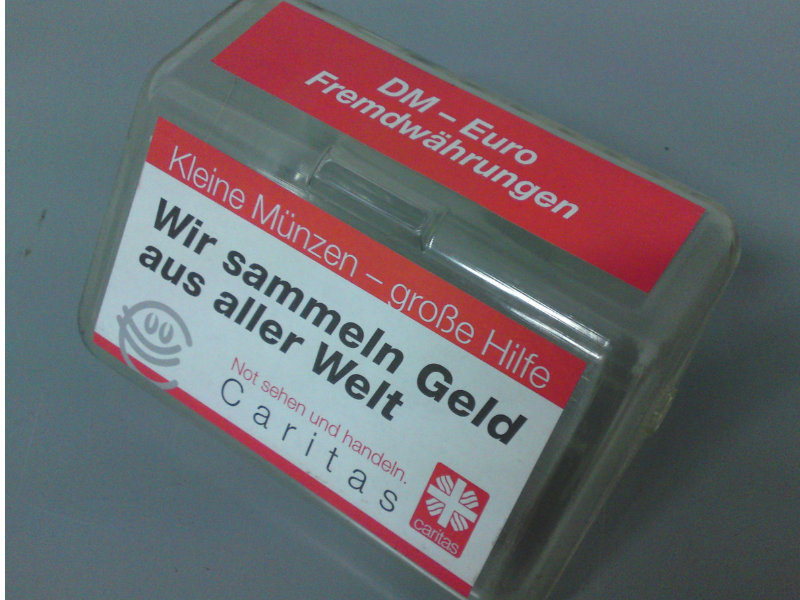 DM – Euro
Fremdwährungen
Kleine Münzen – große Hilfe
Wir sammeln Geld
aus aller Welt
Not sehen und handeln.
Caritas
caritas